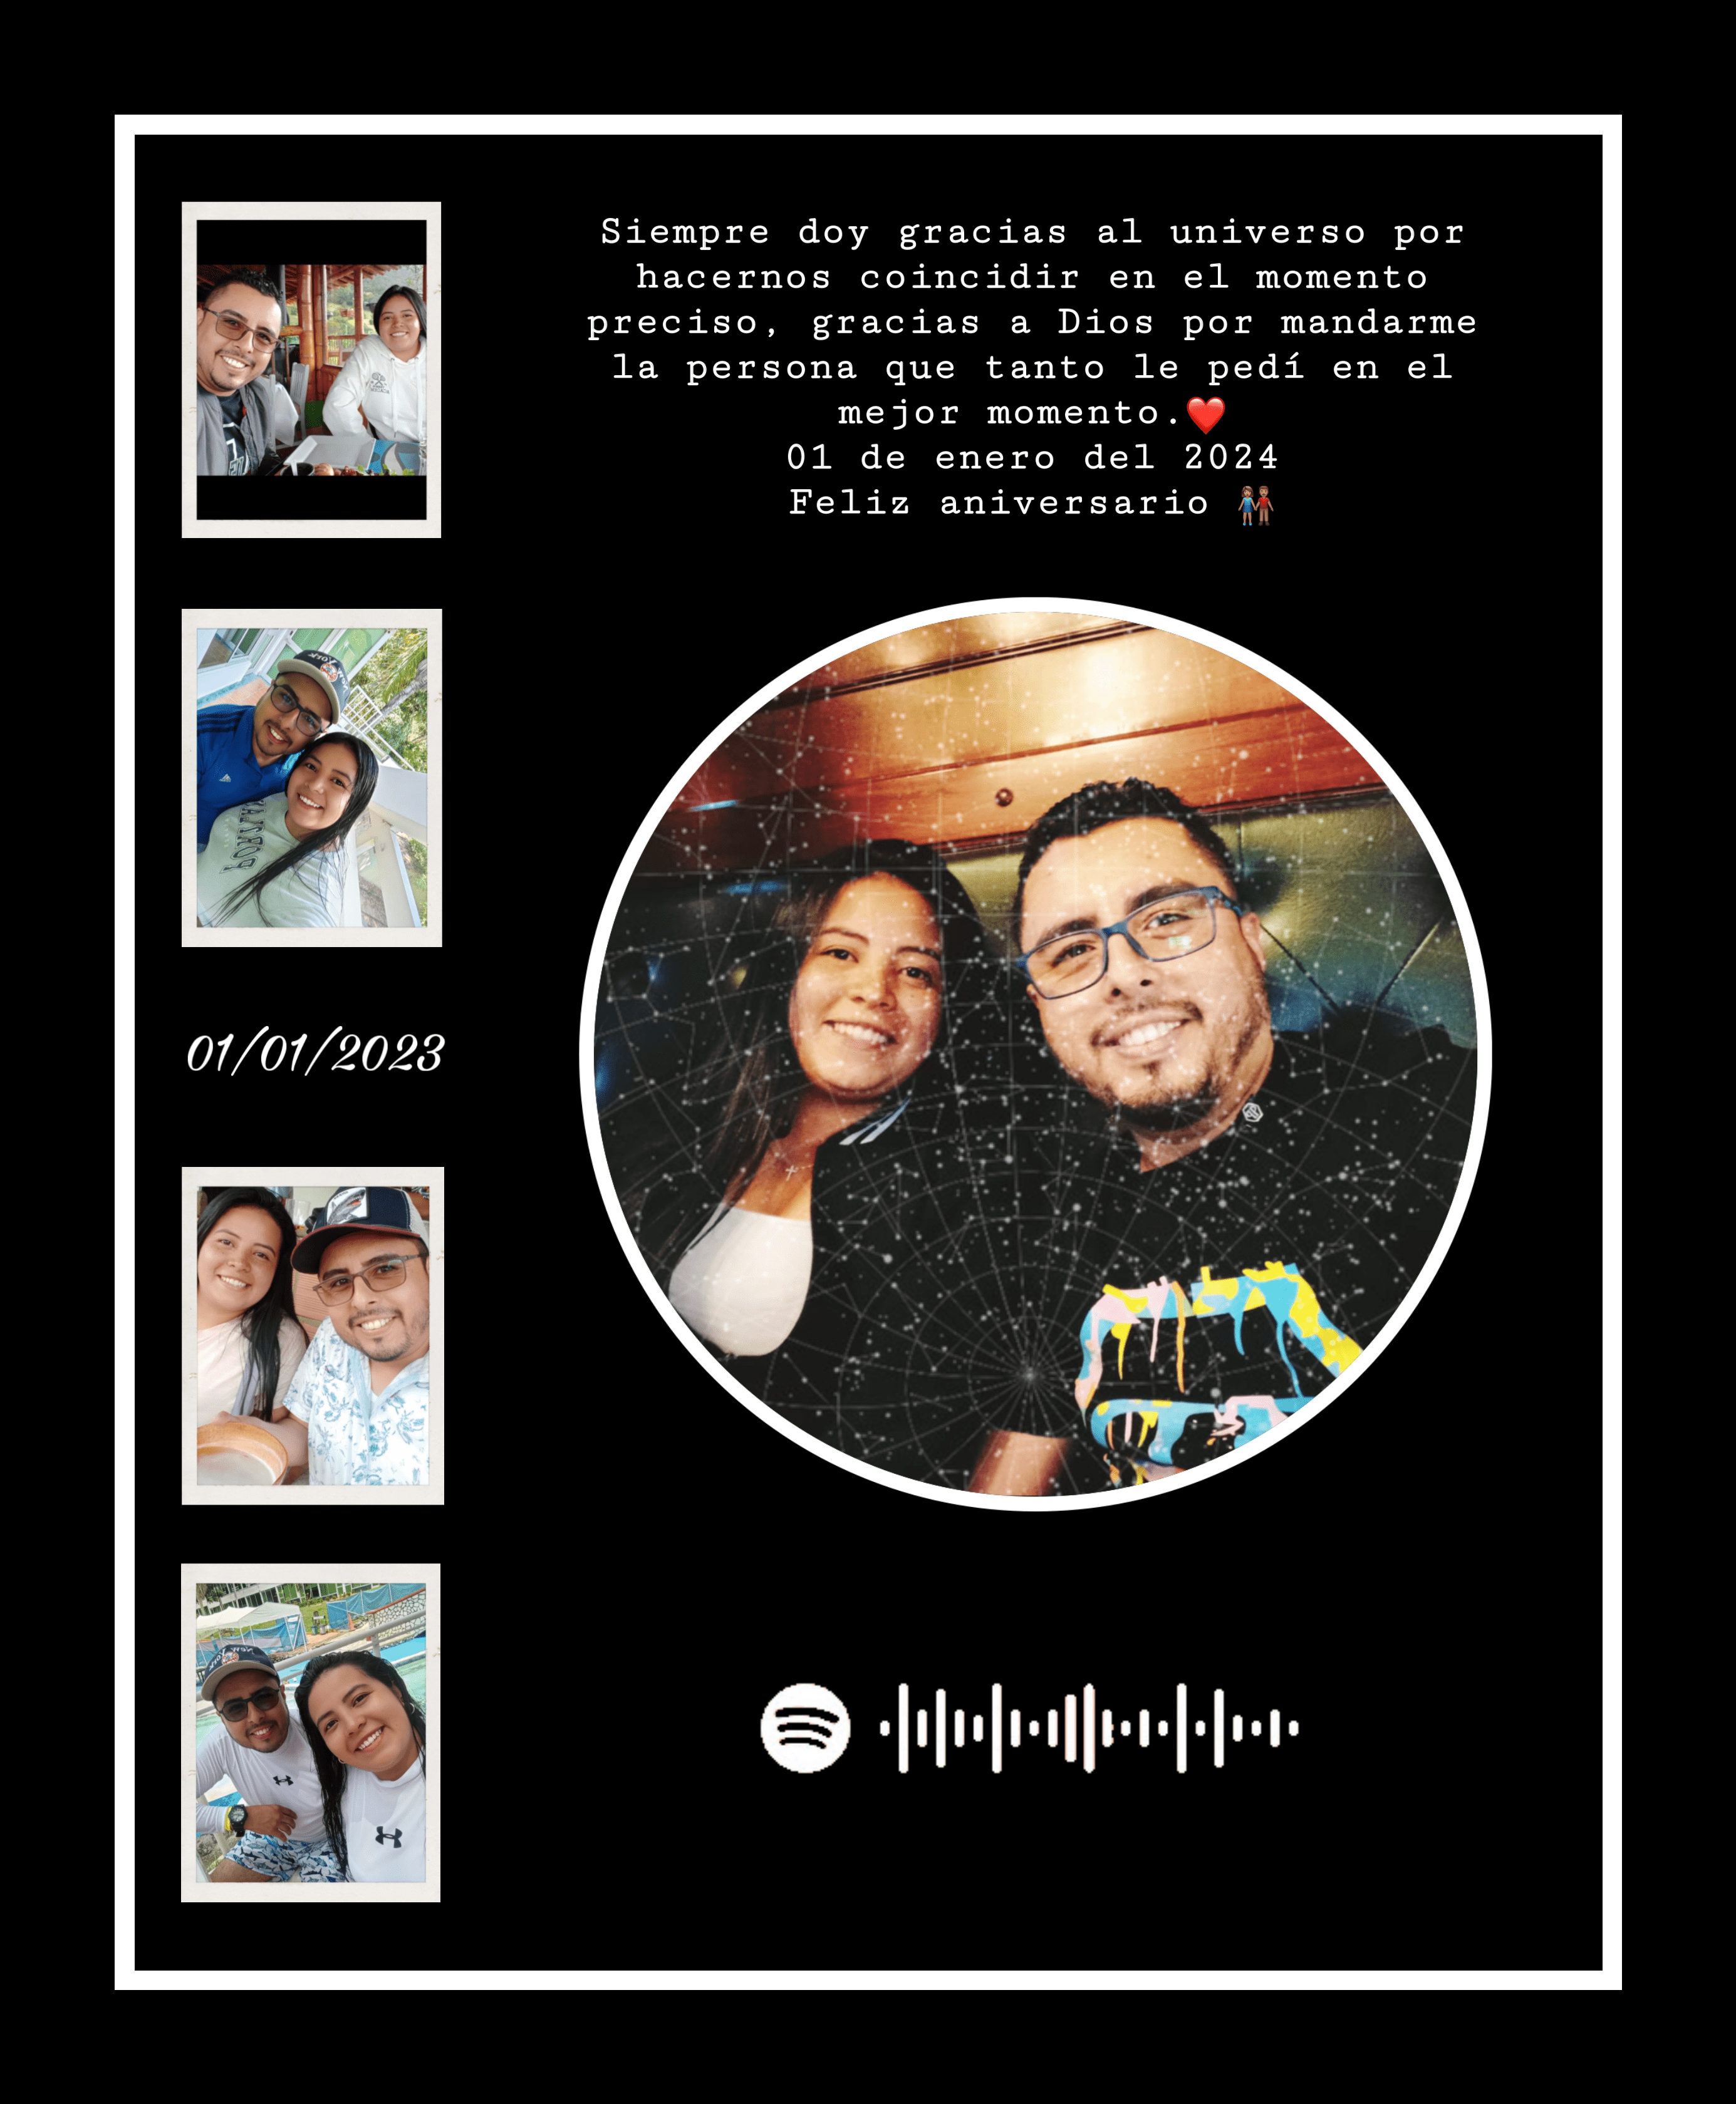 Siempre doy gracias al universo por
hacernos coincidir en el momento
preciso, gracias a Dios por mandarme
la persona que tanto le pedí en el
mejor momento.❤️
01 de enero del 2024
Feliz aniversario 👫🏽
01/01/2023